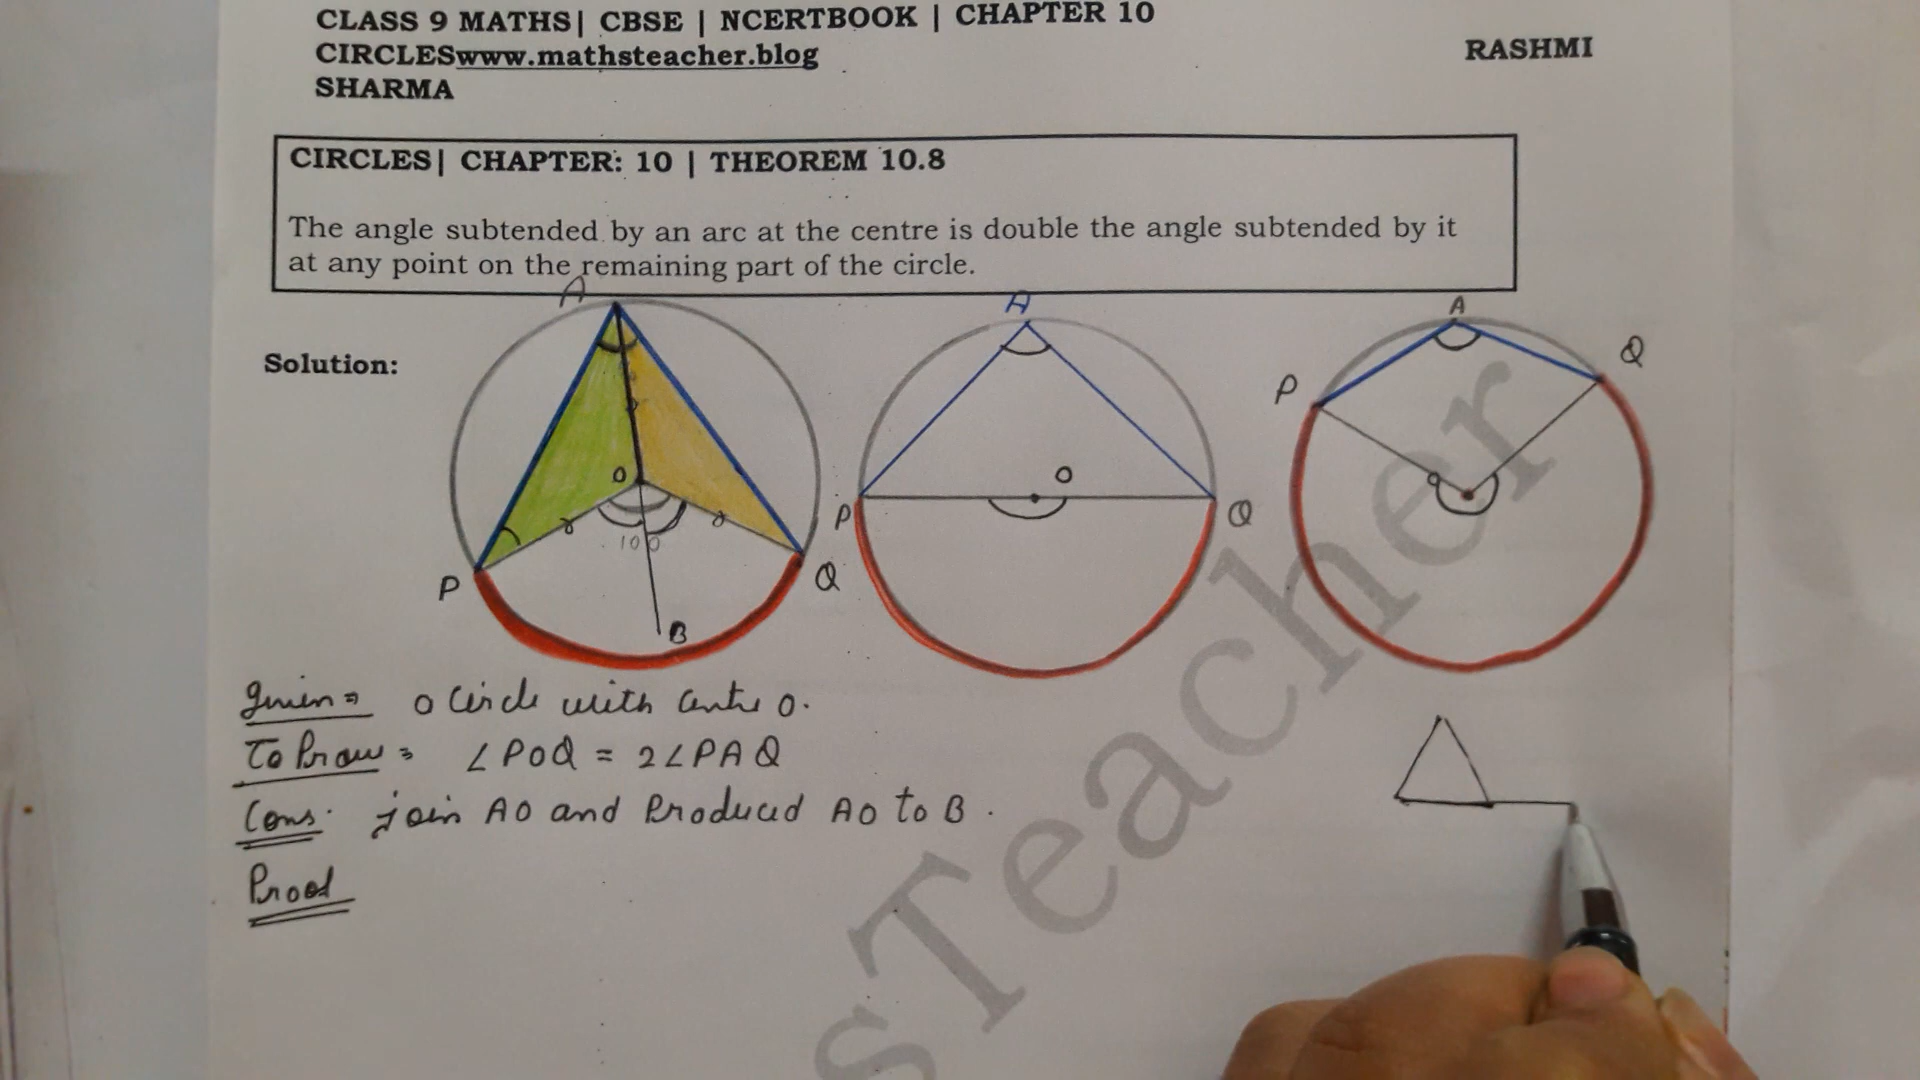 CLASS 9 MATHS| CBSE | NCERTBOOK | CHAPTER 10
CIRCLESwww.mathsteacher.blog RASHMI
SHARMA
CIRCLES| CHAPTER: 10 | THEOREM 10.8
The angle subtended by an arc at the centre is double the angle subtended by it
at any point on the remaining part of the circle.
Solution:
A
O
r
r
100
P
Q
B
A
O
P
Q
A
P
Q
O
Given = O Circle with Centre O.
To Prove = ∠POQ = 2∠PAQ
Cons. join AO and Produced AO to B.
Proof
sTeacher